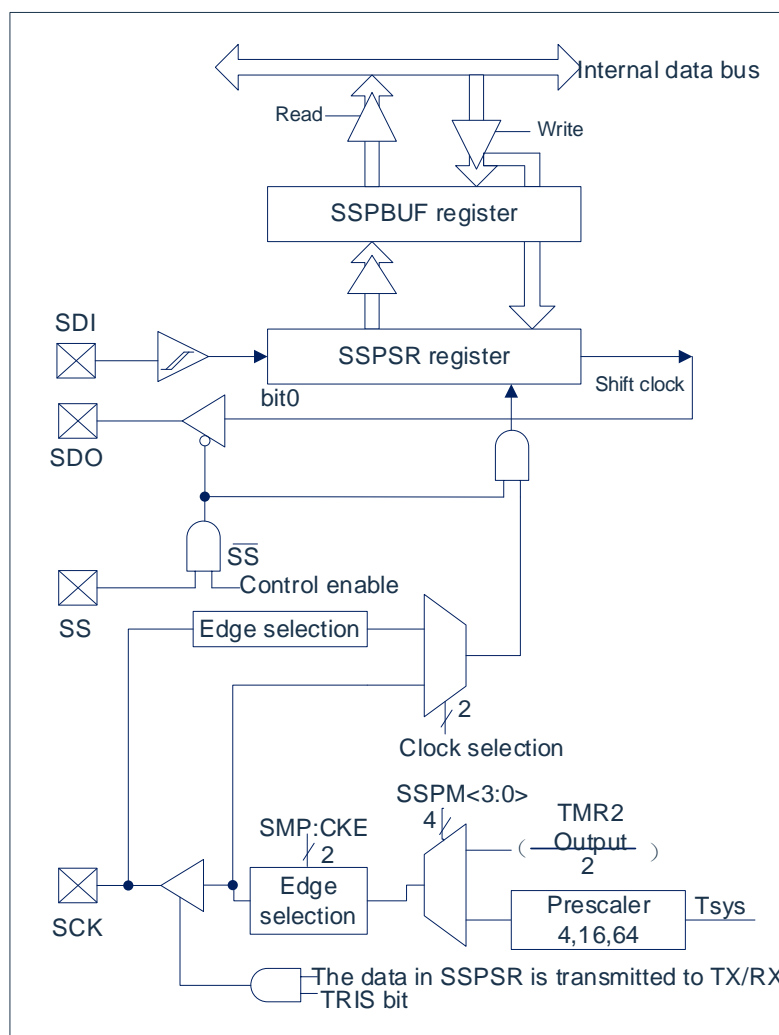 Internal data bus
Read
Write
SSPBUF register
SDI
SSPSR register
bit0
Shift clock
SDO
SS
Control enable
SS
Edge selection
2
Clock selection
SSPM<3:0>
4
TMR2
Output
2
( )
SMP:CKE
2
Edge
selection
Prescaler
4,16,64
Tsys
SCK
The data in SSPSR is transmitted to TX/RX
TRIS bit